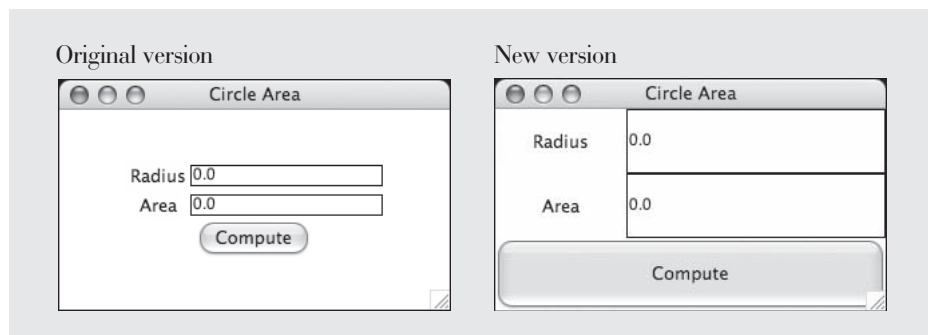 Original version
Circle Area
Radius 0.0
Area 0.0
Compute
New version
Circle Area
Radius 0.0
Area 0.0
Compute